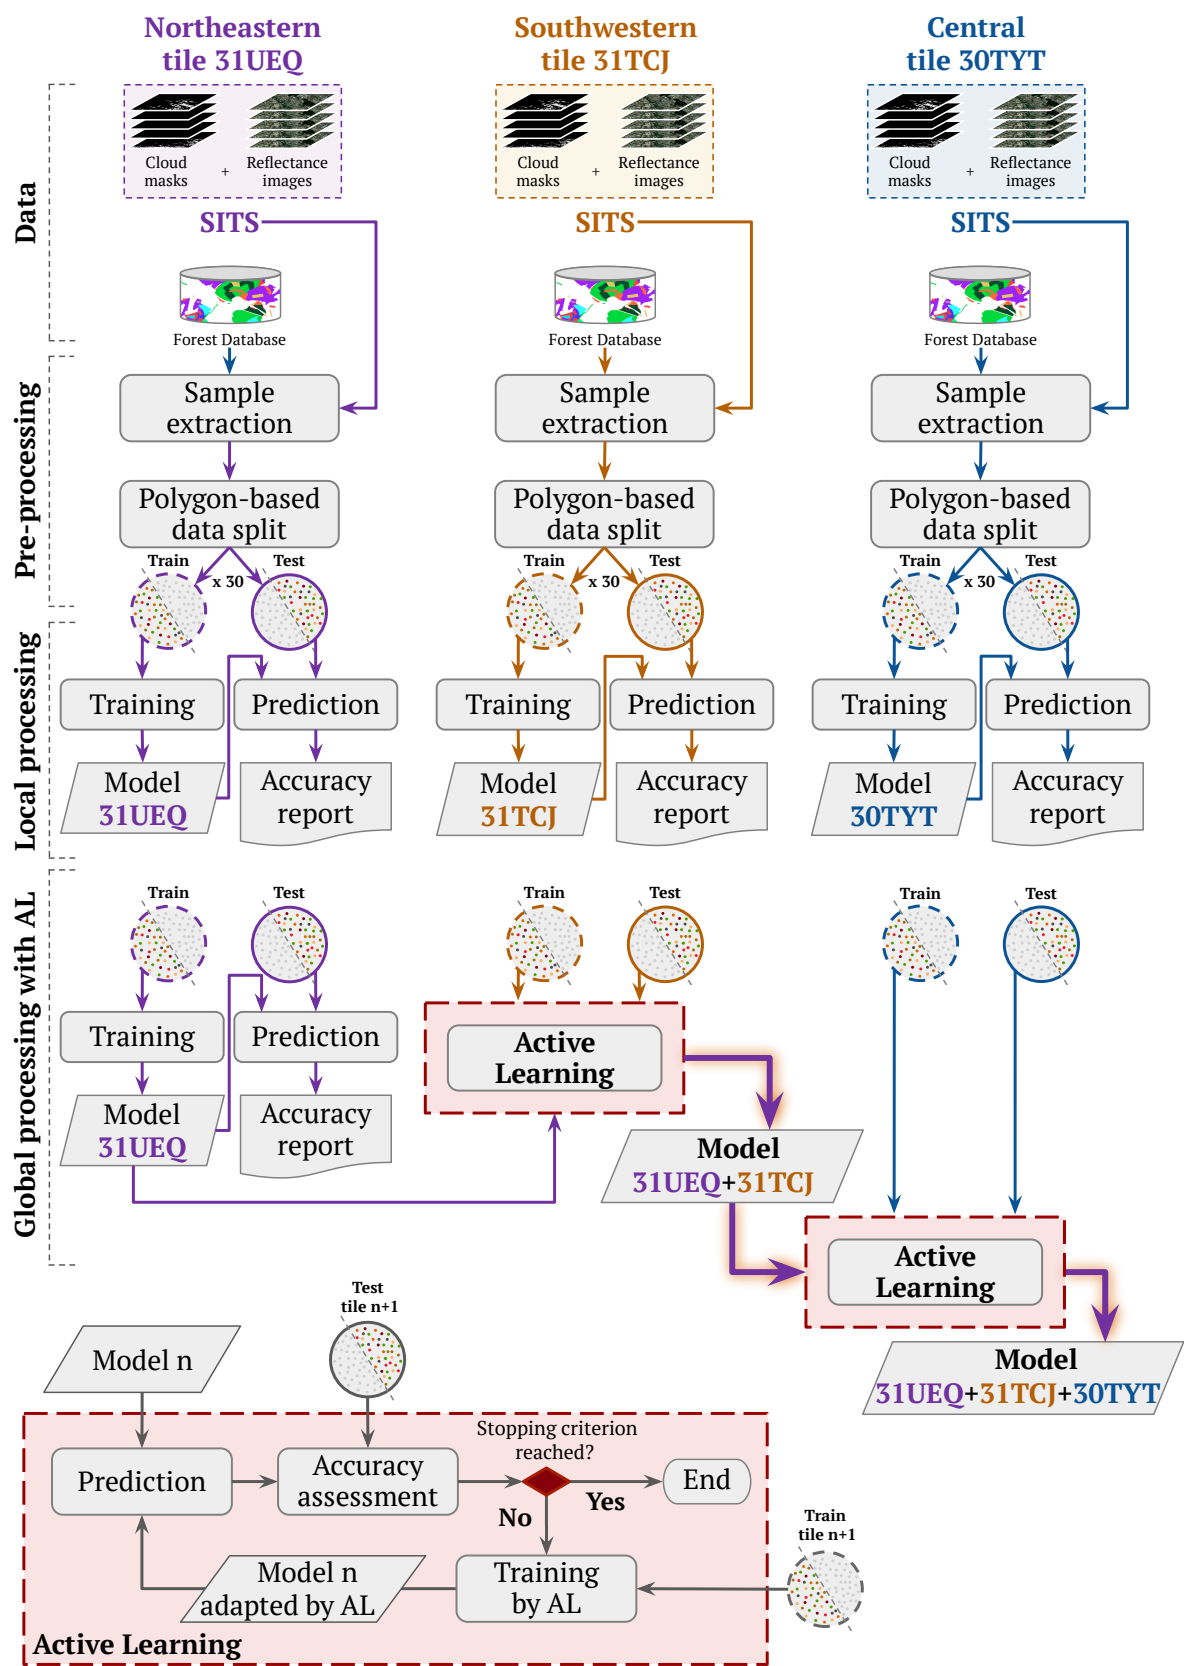 Northeastern
tile 31UEQ
Southwestern
tile 31TCJ
Central
tile 30TYT
Data
Cloud
masks
+
Reflectance
images
Cloud
masks
+
Reflectance
images
Cloud
masks
+
Reflectance
images
SITS
SITS
SITS
Forest Database
Forest Database
Forest Database
Pre-processing
Sample
extraction
Sample
extraction
Sample
extraction
Polygon-based
data split
Polygon-based
data split
Polygon-based
data split
Train
x 30
Test
Train
x 30
Test
Train
x 30
Test
Local processing
Training
Prediction
Training
Prediction
Training
Prediction
Model
31UEQ
Accuracy
report
Model
31TCJ
Accuracy
report
Model
30TYT
Accuracy
report
Global processing with AL
Train
Test
Train
Test
Train
Test
Training
Prediction
Active
Learning
Model
31UEQ
Accuracy
report
Model
31UEQ+31TCJ
Active
Learning
Model
31UEQ+31TCJ+30TYT
Test
tile n+1
Model n
Stopping criterion
reached?
Prediction
Accuracy
assessment
Yes
End
No
Train
tile n+1
Model n
adapted by AL
Training
by AL
Active Learning